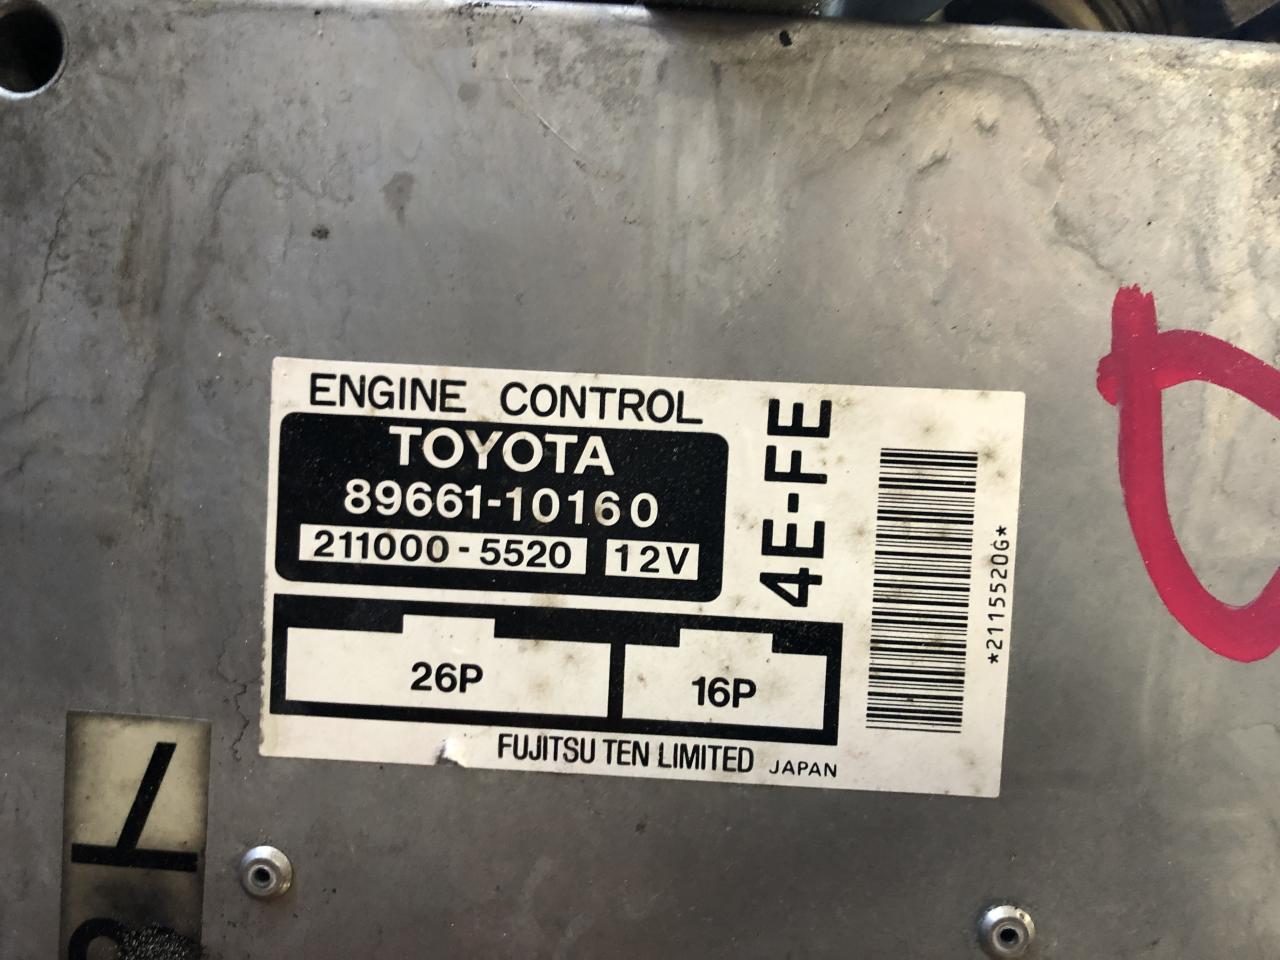 ENGINE CONTROL
TOYOTA
89661-10160
211000-5520 12V
4E-FE
26P 16P
FUJITSU TEN LIMITED JAPAN
*2115520G*